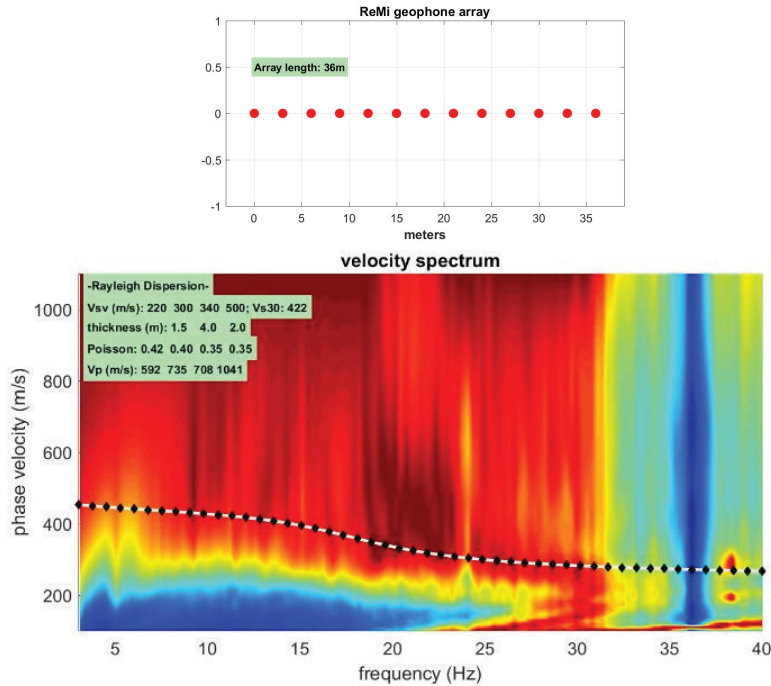 ReMi geophone array
1
0.5
0
-0.5
-1
Array length: 36m
0 5 10 15 20 25 30 35
meters
velocity spectrum
-Rayleigh Dispersion-
Vsv (m/s): 220 300 340 500; Vs30: 422
thickness (m): 1.5 4.0 2.0
Poisson: 0.42 0.40 0.35 0.35
Vp (m/s): 592 735 708 1041
1000
800
600
400
200
phase velocity (m/s)
5 10 15 20 25 30 35 40
frequency (Hz)